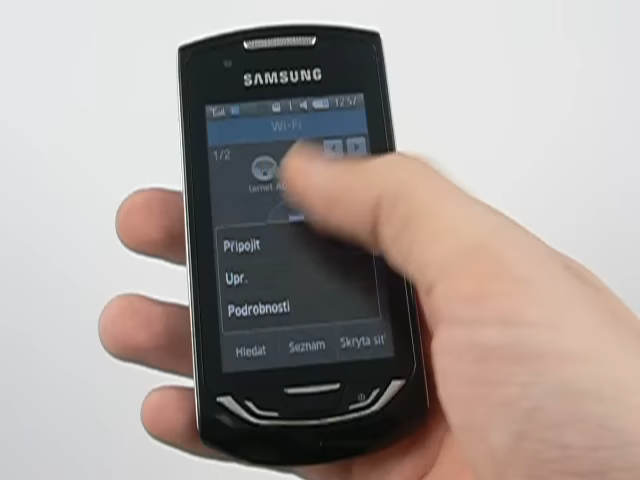 SAMSUNG
12:57
Wi-Fi
1/2
Připojit
Upr.
Podrobnosti
Hledat Seznam Skrytá síť